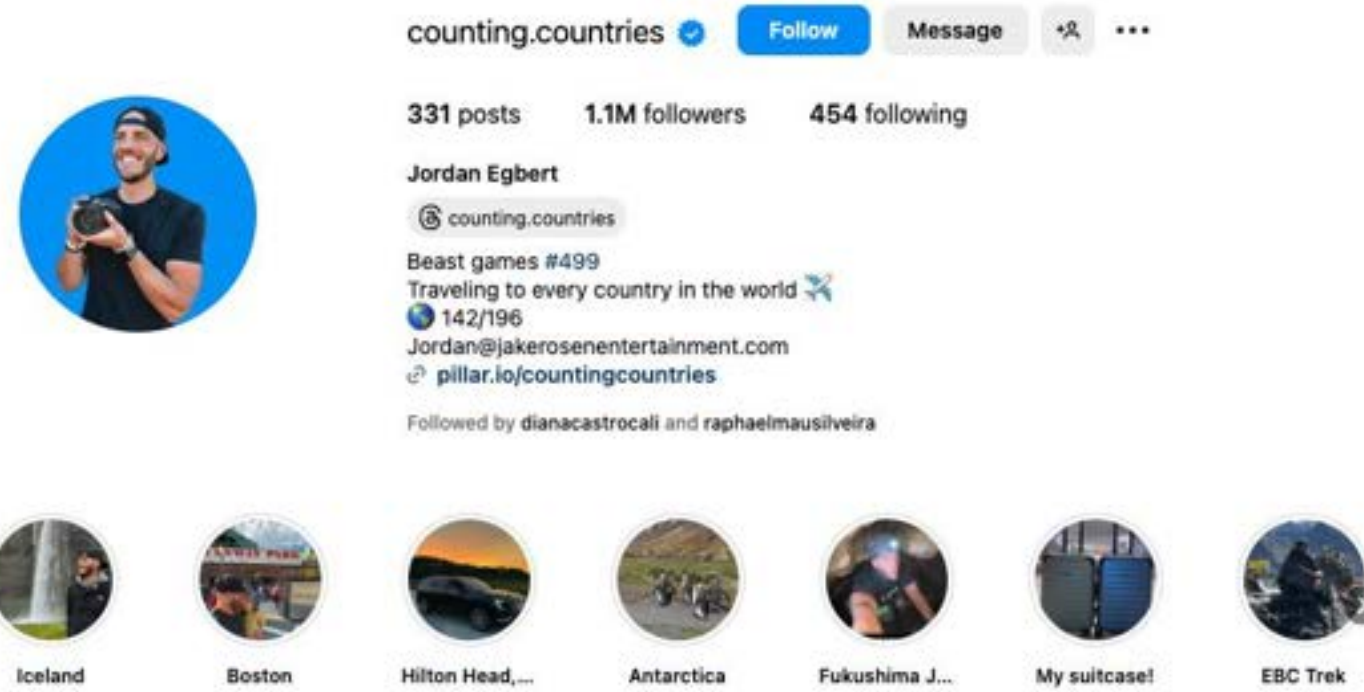 counting.countries Follow Message
331 posts 1.1M followers 454 following
Jordan Egbert
counting.countries
Beast games #499
Traveling to every country in the world ✈️
🌎 142/196
Jordan@jakerosenentertainment.com
pillar.io/countingcountries
Followed by dianacastrocali and raphaelmausilveira
Iceland Boston Hilton Head,... Antarctica Fukushima J... My suitcase! EBC Trek